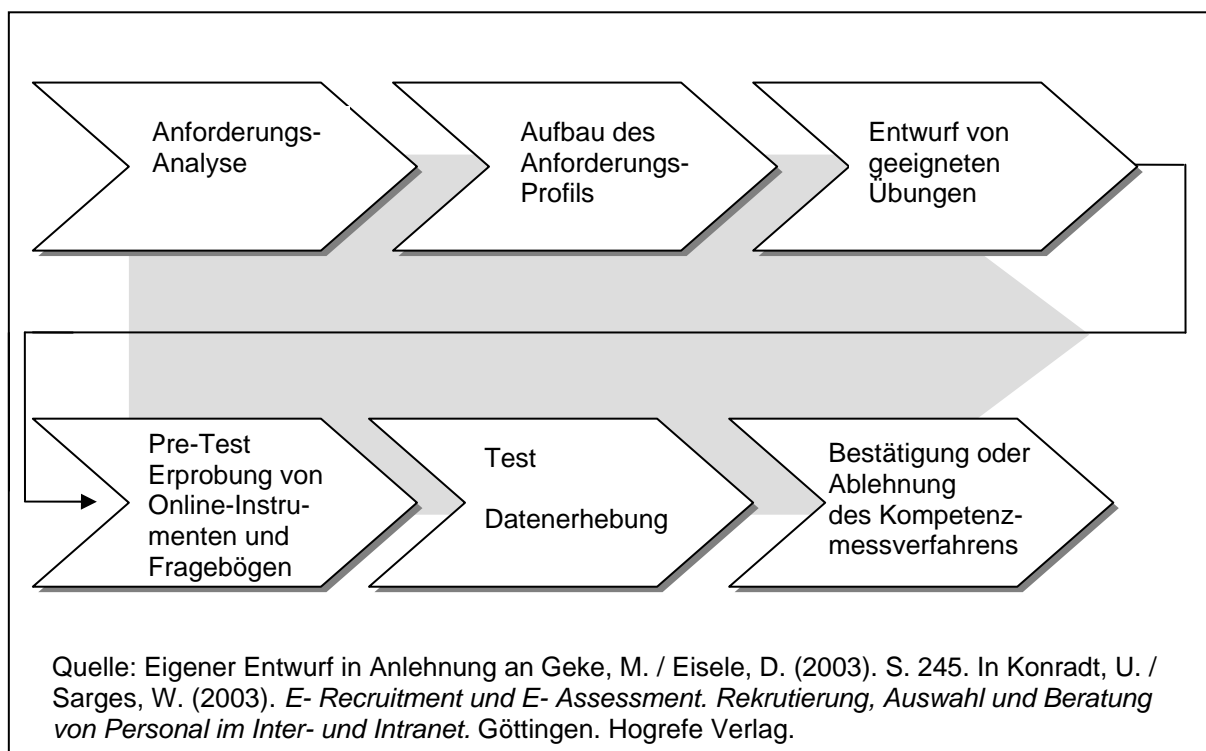 Anforderungs-
Analyse
Aufbau des
Anforderungs-
Profils
Entwurf von
geeigneten
Übungen
Pre-Test
Erprobung von
Online-Instru-
menten und
Fragebögen
Test
Datenerhebung
Bestätigung oder
Ablehnung
des Kompetenz-
messverfahrens
Quelle: Eigener Entwurf in Anlehnung an Geke, M. / Eisele, D. (2003). S. 245. In Konradt, U. /
Sarges, W. (2003). E- Recruitment und E- Assessment. Rekrutierung, Auswahl und Beratung
von Personal im Inter- und Intranet. Göttingen. Hogrefe Verlag.